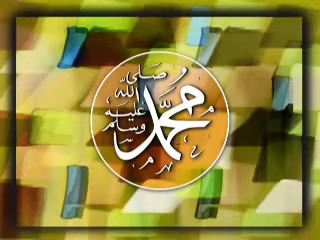 محمد
صلى
الله
عليه
وسلم